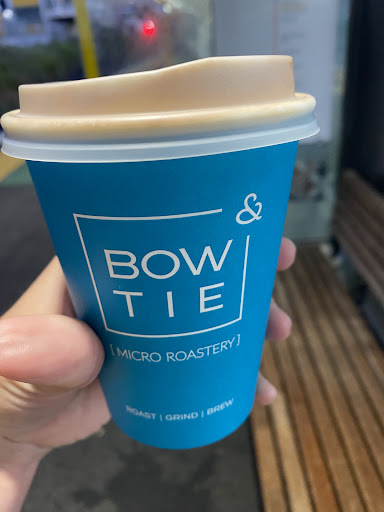 &
BOW
TIE
[ MICRO ROASTERY ]
ROAST | GRIND | BREW